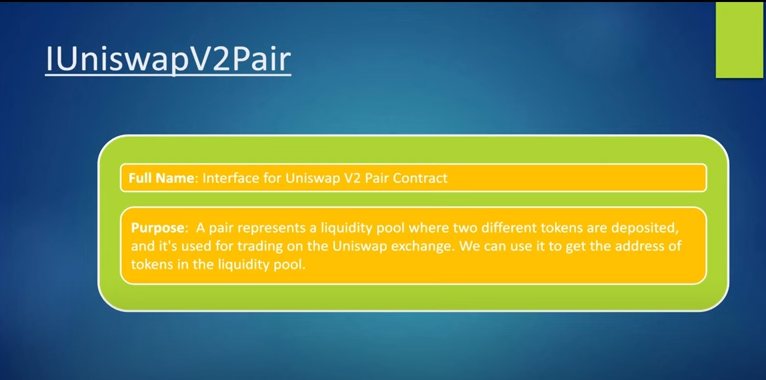 IUniswapV2Pair
Full Name: Interface for Uniswap V2 Pair Contract
Purpose:  A pair represents a liquidity pool where two different tokens are deposited,
and it's used for trading on the Uniswap exchange. We can use it to get the address of
tokens in the liquidity pool.